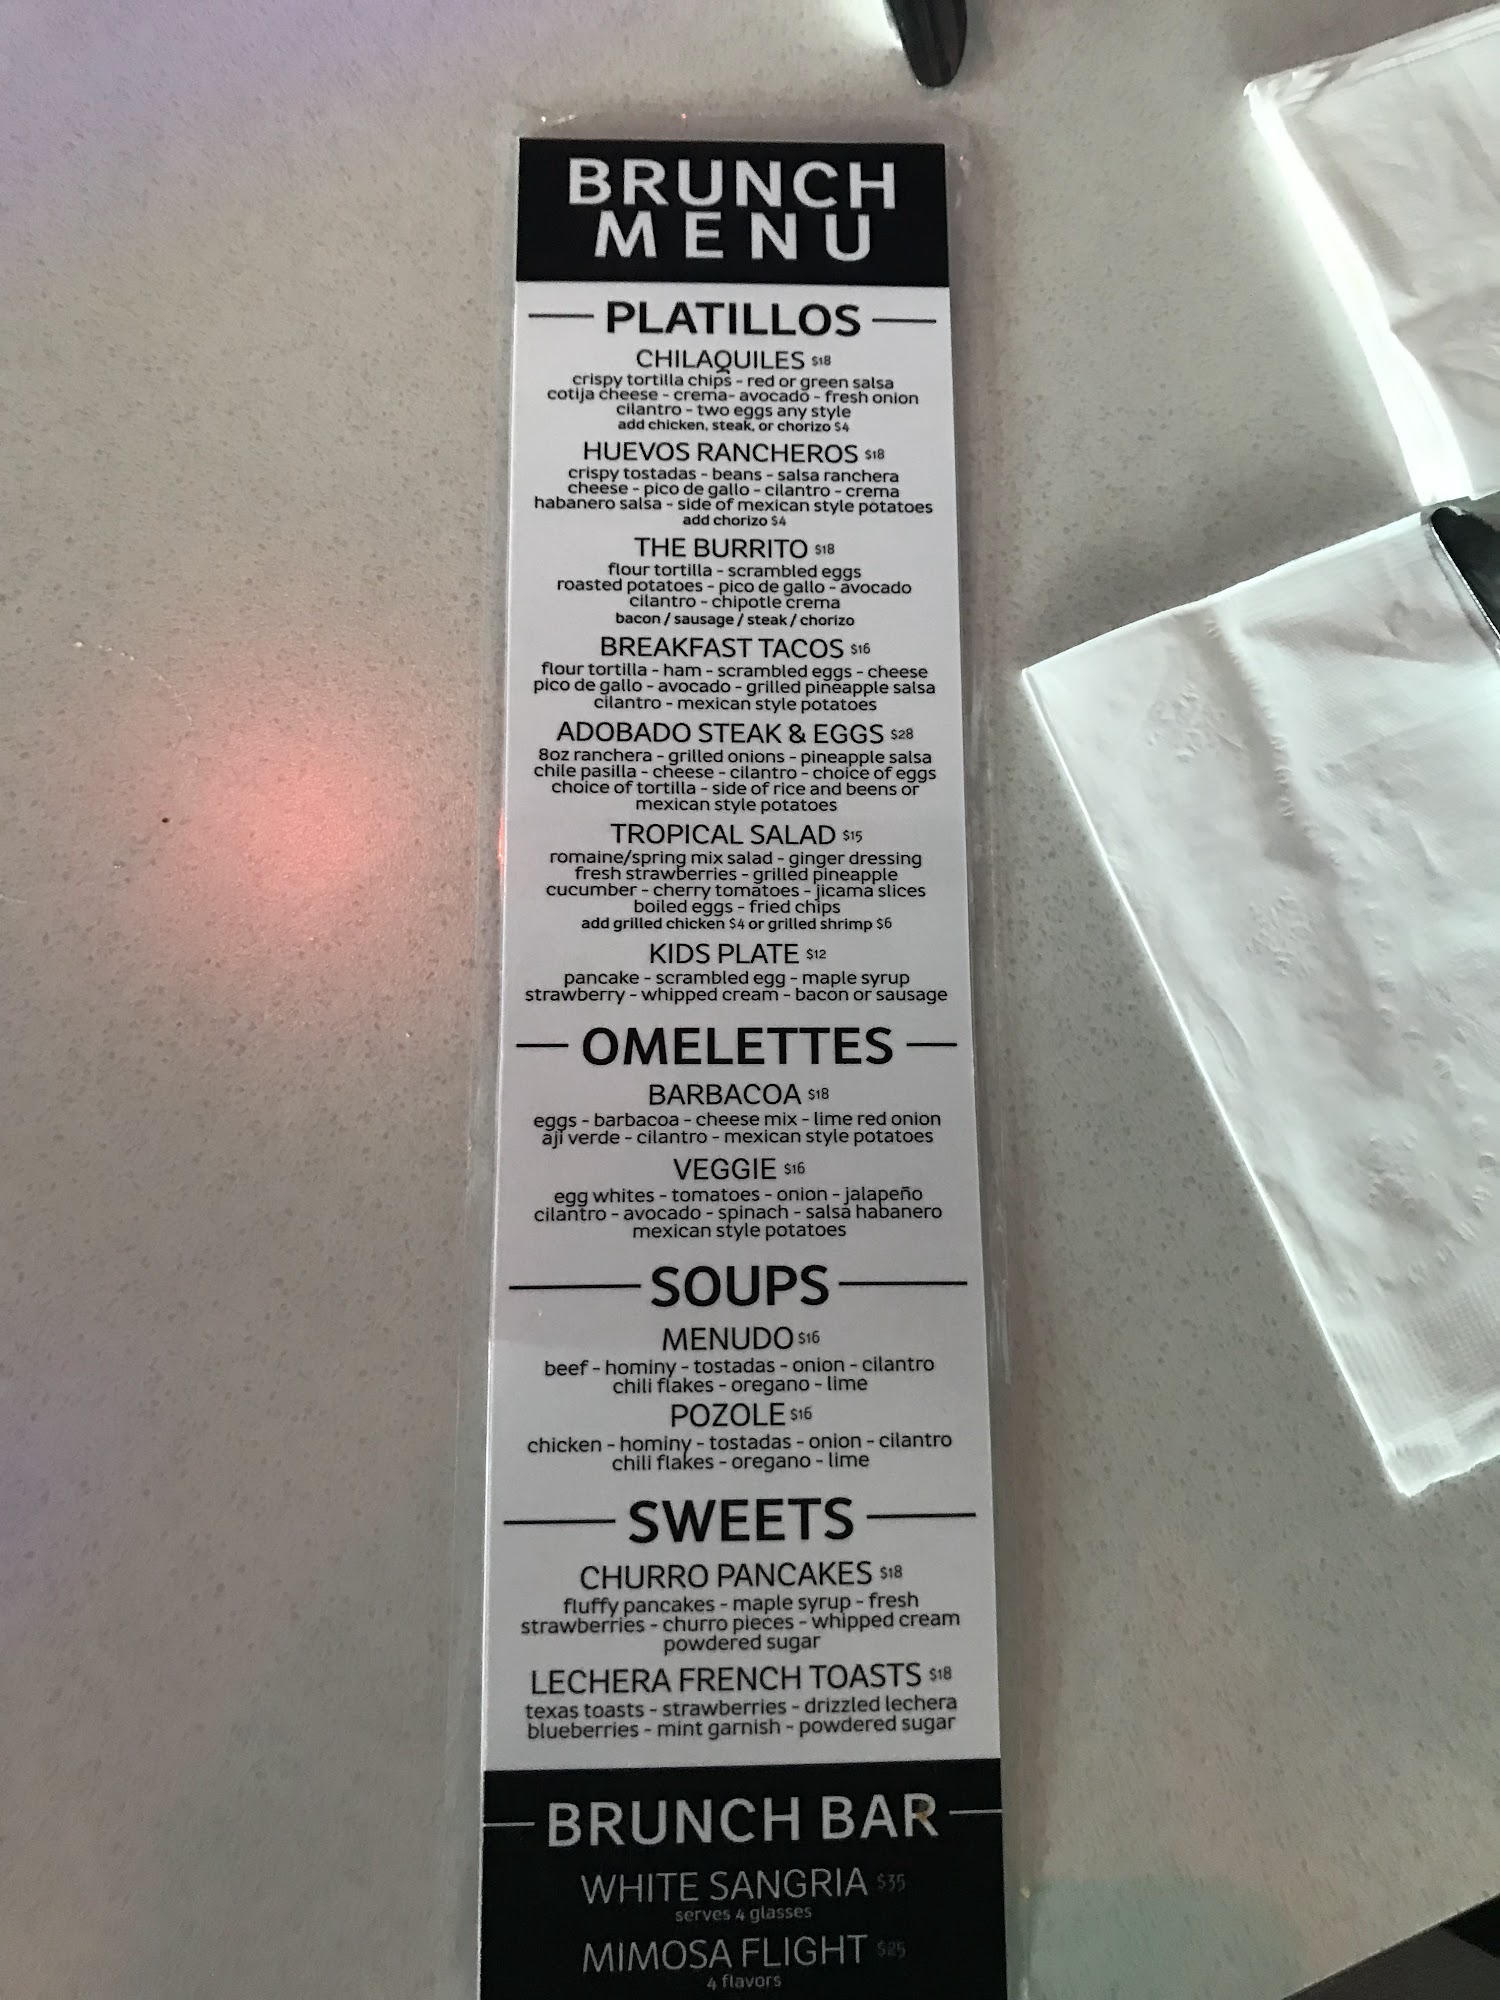 BRUNCH
MENU
PLATILLOS
CHILAQUILES $18
crispy tortilla chips - red or green salsa
cotija cheese - crema- avocado - fresh onion
cilantro - two eggs any style
add chicken, steak, or chorizo $4
HUEVOS RANCHEROS $18
crispy tostadas - beans - salsa ranchera
cheese - pico de gallo - cilantro - crema
habanero salsa - side of mexican style potatoes
add chorizo $4
THE BURRITO $18
flour tortilla - scrambled eggs
roasted potatoes - pico de gallo - avocado
cilantro - chipotle crema
bacon / sausage / steak / chorizo
BREAKFAST TACOS $16
flour tortilla - ham - scrambled eggs - cheese
pico de gallo - avocado - grilled pineapple salsa
cilantro - mexican style potatoes
ADOBADO STEAK & EGGS $28
8oz ranchera - grilled onions - pineapple salsa
chile pasilla - cheese - cilantro - choice of eggs
choice of tortilla - side of rice and beens or
mexican style potatoes
TROPICAL SALAD $15
romaine/spring mix salad - ginger dressing
fresh strawberries - grilled pineapple
cucumber - cherry tomatoes - jicama slices
boiled eggs - fried chips
add grilled chicken $4 or grilled shrimp $6
KIDS PLATE $12
pancake - scrambled egg - maple syrup
strawberry - whipped cream - bacon or sausage
OMELETTES
BARBACOA $18
eggs - barbacoa - cheese mix - lime red onion
aji verde - cilantro - mexican style potatoes
VEGGIE $16
egg whites - tomatoes - onion - jalapeño
cilantro - avocado - spinach - salsa habanero
mexican style potatoes
SOUPS
MENUDO $16
beef - hominy - tostadas - onion - cilantro
chili flakes - oregano - lime
POZOLE $16
chicken - hominy - tostadas - onion - cilantro
chili flakes - oregano - lime
SWEETS
CHURRO PANCAKES $18
fluffy pancakes - maple syrup - fresh
strawberries - churro pieces - whipped cream
powdered sugar
LECHERA FRENCH TOASTS $18
texas toasts - strawberries - drizzled lechera
blueberries - mint garnish - powdered sugar
BRUNCH BAR
WHITE SANGRIA $35
serves 4 glasses
MIMOSA FLIGHT $25
4 flavors